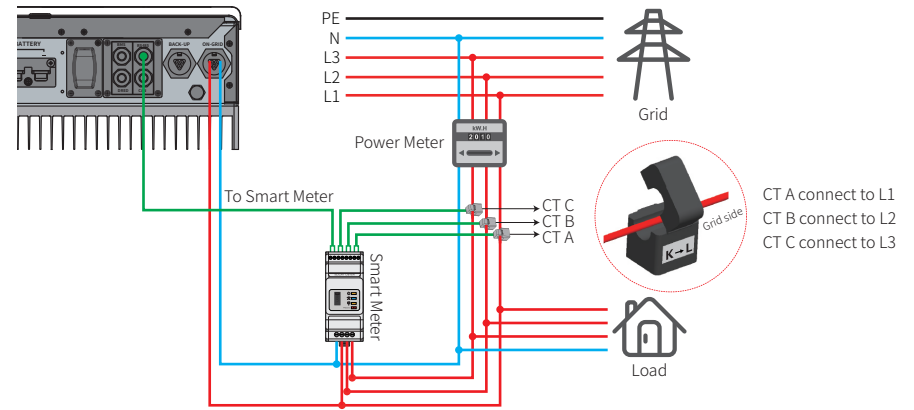 BATTERY
BACK-UP
ON-GRID
PE
N
L3
L2
L1
Grid
kW.H
2010
Power Meter
To Smart Meter
CT C
CT B
CT A
Grid side
K→L
CT A connect to L1
CT B connect to L2
CT C connect to L3
Smart Meter
Load